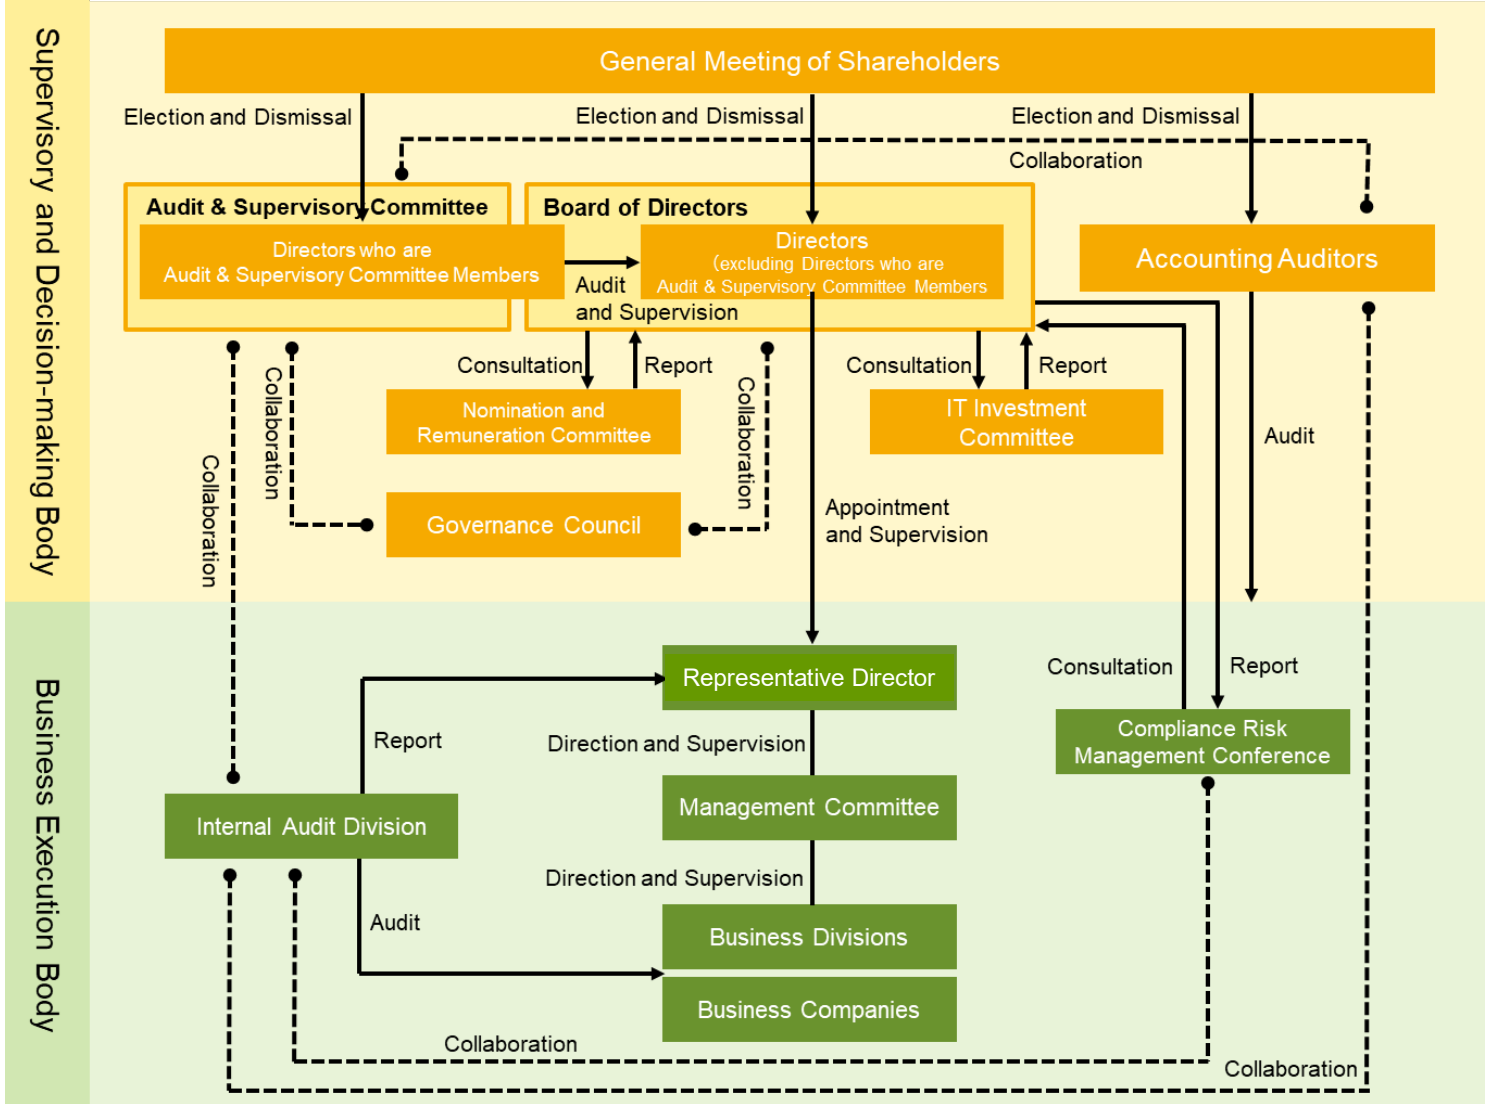 Supervisory and Decision-making Body
General Meeting of Shareholders
Election and Dismissal
Election and Dismissal
Election and Dismissal
Collaboration
Audit & Supervisory Committee
Board of Directors
Directors who are
Audit & Supervisory Committee Members
Directors
(excluding Directors who are
Audit & Supervisory Committee Members
Accounting Auditors
Audit
and Supervision
Consultation
Report
Consultation
Report
Collaboration
Collaboration
Collaboration
Nomination and
Remuneration Committee
IT Investment
Committee
Audit
Governance Council
Appointment
and Supervision
Business Execution Body
Representative Director
Consultation
Report
Report
Direction and Supervision
Compliance Risk
Management Conference
Internal Audit Division
Management Committee
Direction and Supervision
Audit
Business Divisions
Business Companies
Collaboration
Collaboration